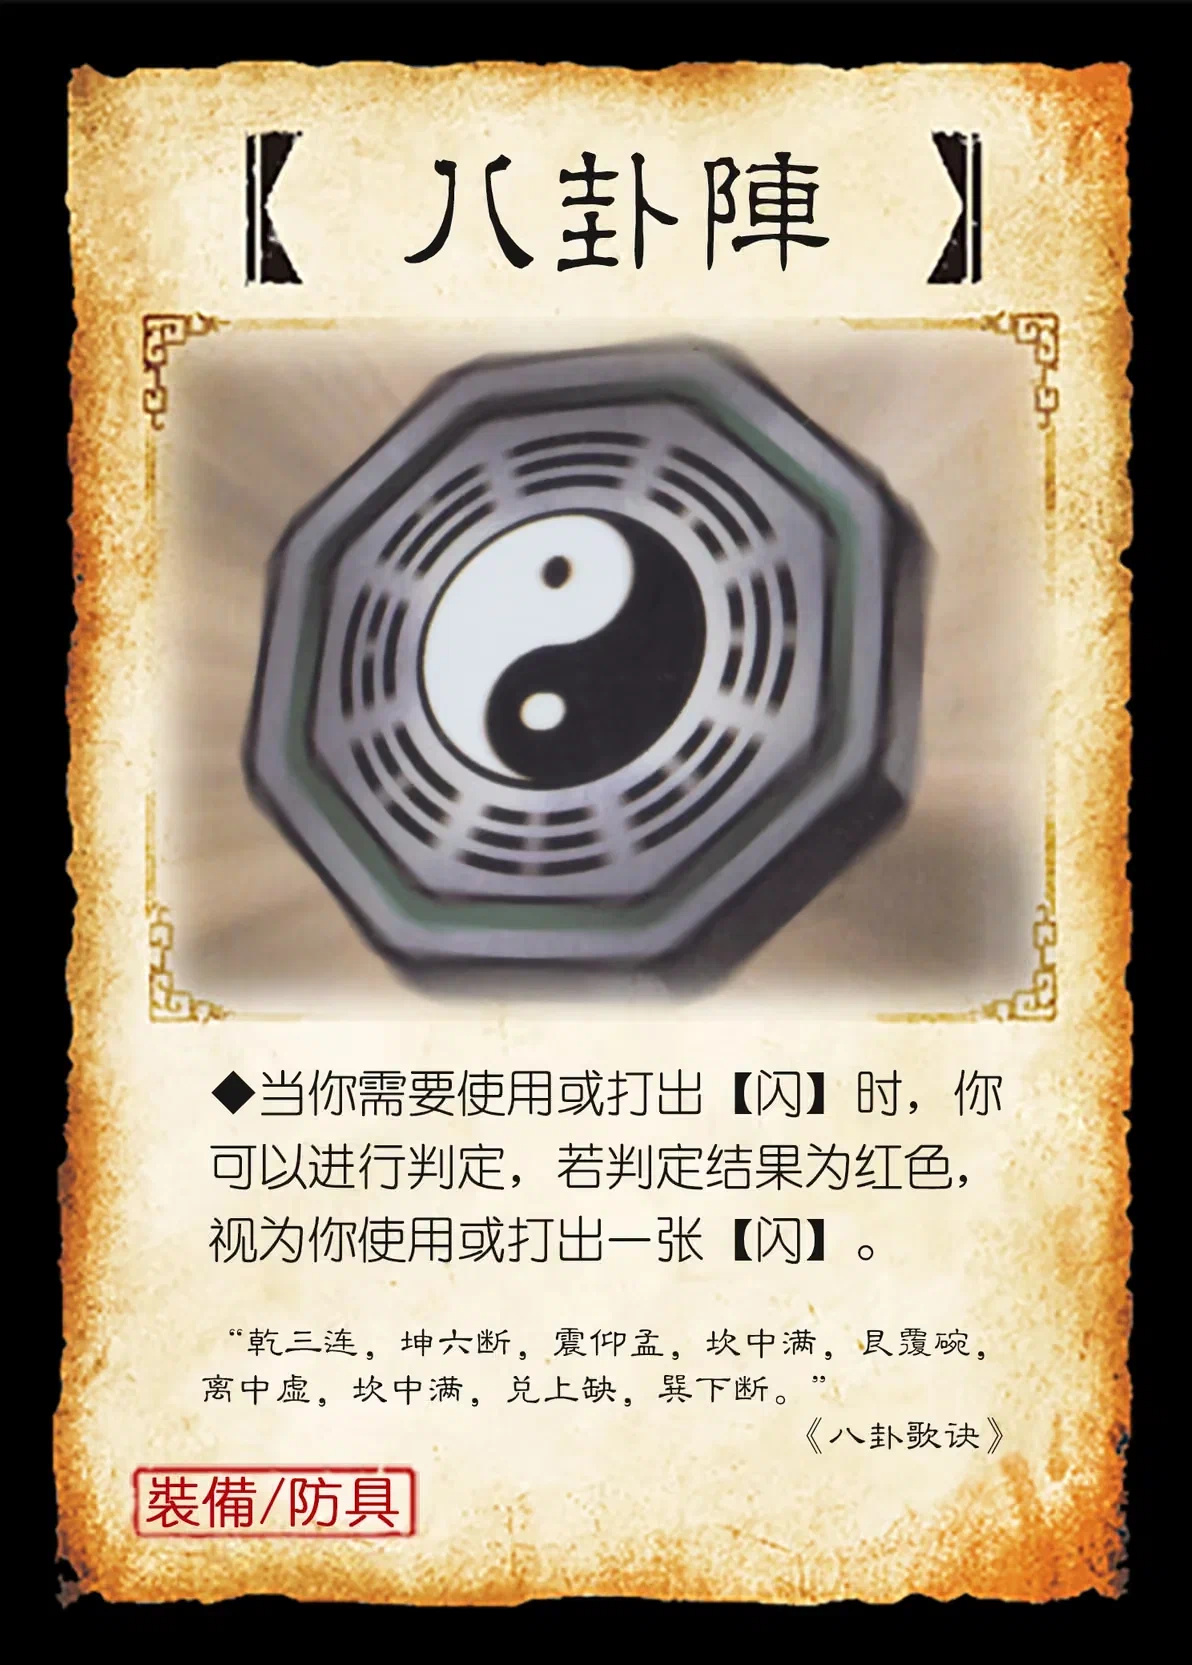 【 八卦陣 】
◆当你需要使用或打出【闪】时，你
可以进行判定，若判定结果为红色，
视为你使用或打出一张【闪】。
“乾三连，坤六断，震仰孟，坎中满，艮覆碗，
离中虚，坎中满，兑上缺，巽下断。”
《八卦歌诀》
裝備/防具